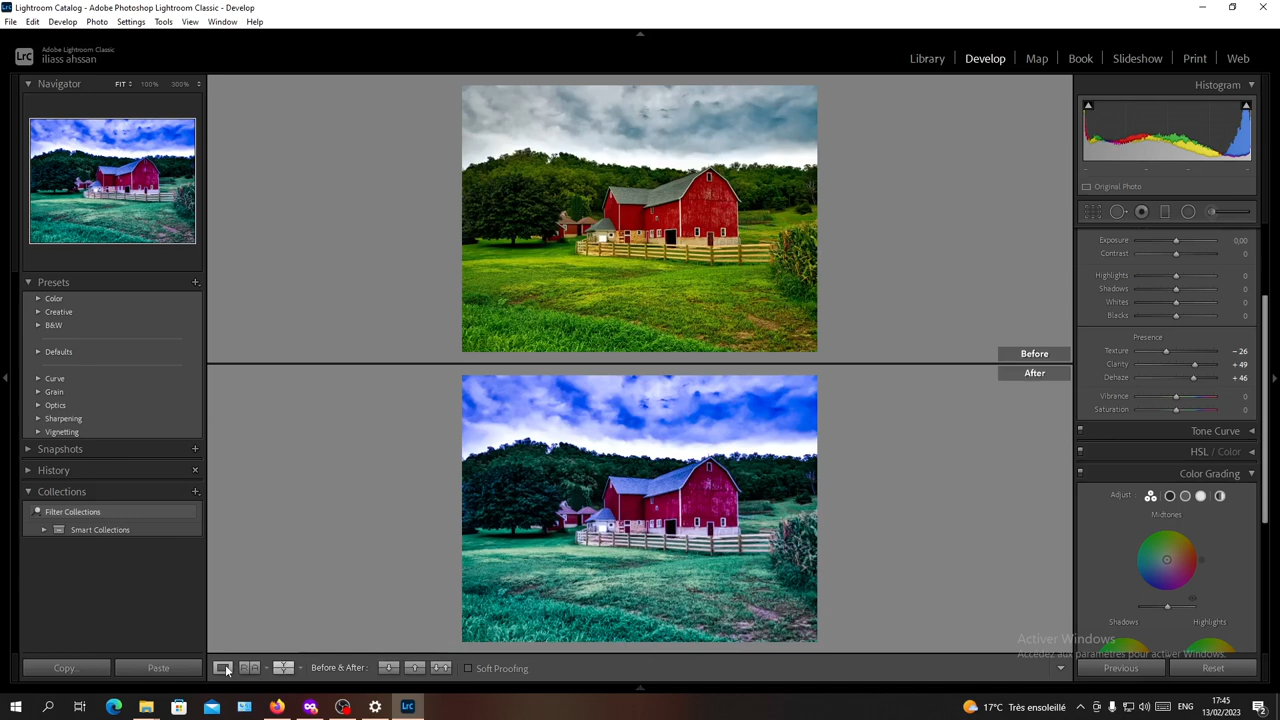 Lightroom Catalog - Adobe Photoshop Lightroom Classic - Develop
File Edit Develop Photo Settings Tools View Window Help
Lrc
Adobe Lightroom Classic
iliass ahssan
Library Develop Map Book Slideshow Print Web
Navigator FIT 100% 300%
Histogram
Original Photo
Exposure 0,00
Contrast 0
Highlights 0
Shadows 0
Whites 0
Blacks 0
Presence
Texture - 26
Clarity + 49
Dehaze + 46
Vibrance 0
Saturation 0
Tone Curve
HSL / Color
Color Grading
Adjust
Midtones
Shadows Highlights
Presets
Color
Creative
B&W
Defaults
Curve
Grain
Optics
Sharpening
Vignetting
Snapshots
History
Collections
Filter Collections
Smart Collections
Before
After
Activer Windows
Accédez aux paramètres pour activer Windows.
Copy... Paste
Before & After :
Soft Proofing
Previous Reset
17°C Très ensoleillé
ENG
17:45
13/02/2023
2